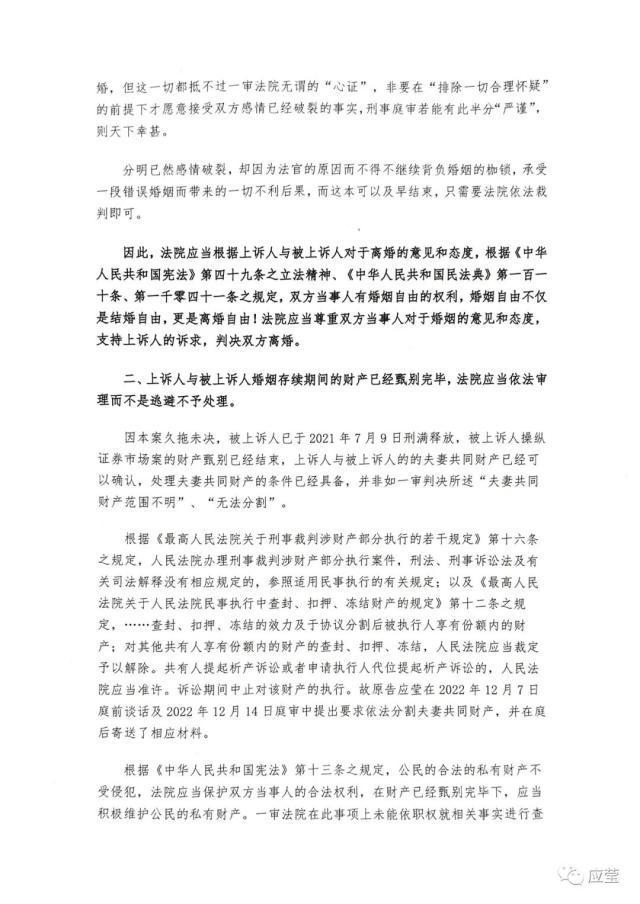 婚，但这一切都抵不过一审法院无谓的“心证”，非要在“排除一切合理怀疑”
的前提下才愿意接受双方感情已经破裂的事实，刑事庭审若能有此半分“严谨”，
则天下幸甚。
分明已然感情破裂，却因为法官的原因而不得不继续背负婚姻的枷锁，承受
一段错误婚姻而带来的一切不利后果，而这本可以及早结束，只需要法院依法裁
判即可。
因此，法院应当根据上诉人与被上诉人对于离婚的意见和态度，根据《中华
人民共和国宪法》第四十九条之立法精神、《中华人民共和国民法典》第一百一
十条、第一千零四十一条之规定，双方当事人有婚姻自由的权利，婚姻自由不仅
是结婚自由，更是离婚自由！法院应当尊重双方当事人对于婚姻的意见和态度，
支持上诉人的诉求，判决双方离婚。
二、上诉人与被上诉人婚姻存续期间的财产已经甄别完毕，法院应当依法审
理而不是逃避不予处理。
因本案久拖未决，被上诉人已于 2021 年 7 月 9 日刑满释放，被上诉人操纵
证券市场案的财产甄别已经结束，上诉人与被上诉人的的夫妻共同财产已经可
以确认，处理夫妻共同财产的条件已经具备，并非如一审判决所述“夫妻共同
财产范围不明”、“无法分割”。
根据《最高人民法院关于刑事裁判涉财产部分执行的若干规定》第十六条
之规定，人民法院办理刑事裁判涉财产部分执行案件，刑法、刑事诉讼法及有
关司法解释没有相应规定的，参照适用民事执行的有关规定；以及《最高人民
法院关于人民法院民事执行中查封、扣押、冻结财产的规定》第十二条之规
定，……查封、扣押、冻结的效力及于协议分割后被执行人享有份额内的财
产；对其他共有人享有份额内的财产的查封、扣押、冻结，人民法院应当裁定
予以解除。共有人提起析产诉讼或者申请执行人代位提起析产诉讼的，人民法
院应当准许。诉讼期间中止对该财产的执行。故原告应莹在 2022 年 12 月 7 日
庭前谈话及 2022 年 12 月 14 日庭审中提出要求依法分割夫妻共同财产，并在庭
后寄送了相应材料。
根据《中华人民共和国宪法》第十三条之规定，公民的合法的私有财产不
受侵犯，法院应当保护双方当事人的合法权利，在财产已经甄别完毕下，应当
积极维护公民的私有财产。一审法院在此事项上未能依职权就相关事实进行查
应莹